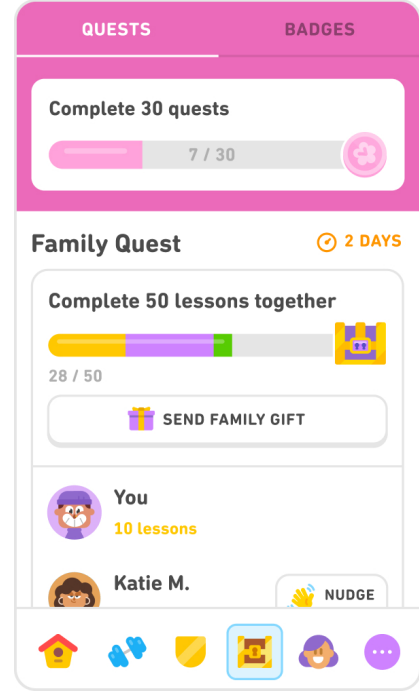 QUESTS BADGES
Complete 30 quests
7 / 30
Family Quest 2 DAYS
Complete 50 lessons together
28 / 50
SEND FAMILY GIFT
You
10 lessons
Katie M.
NUDGE